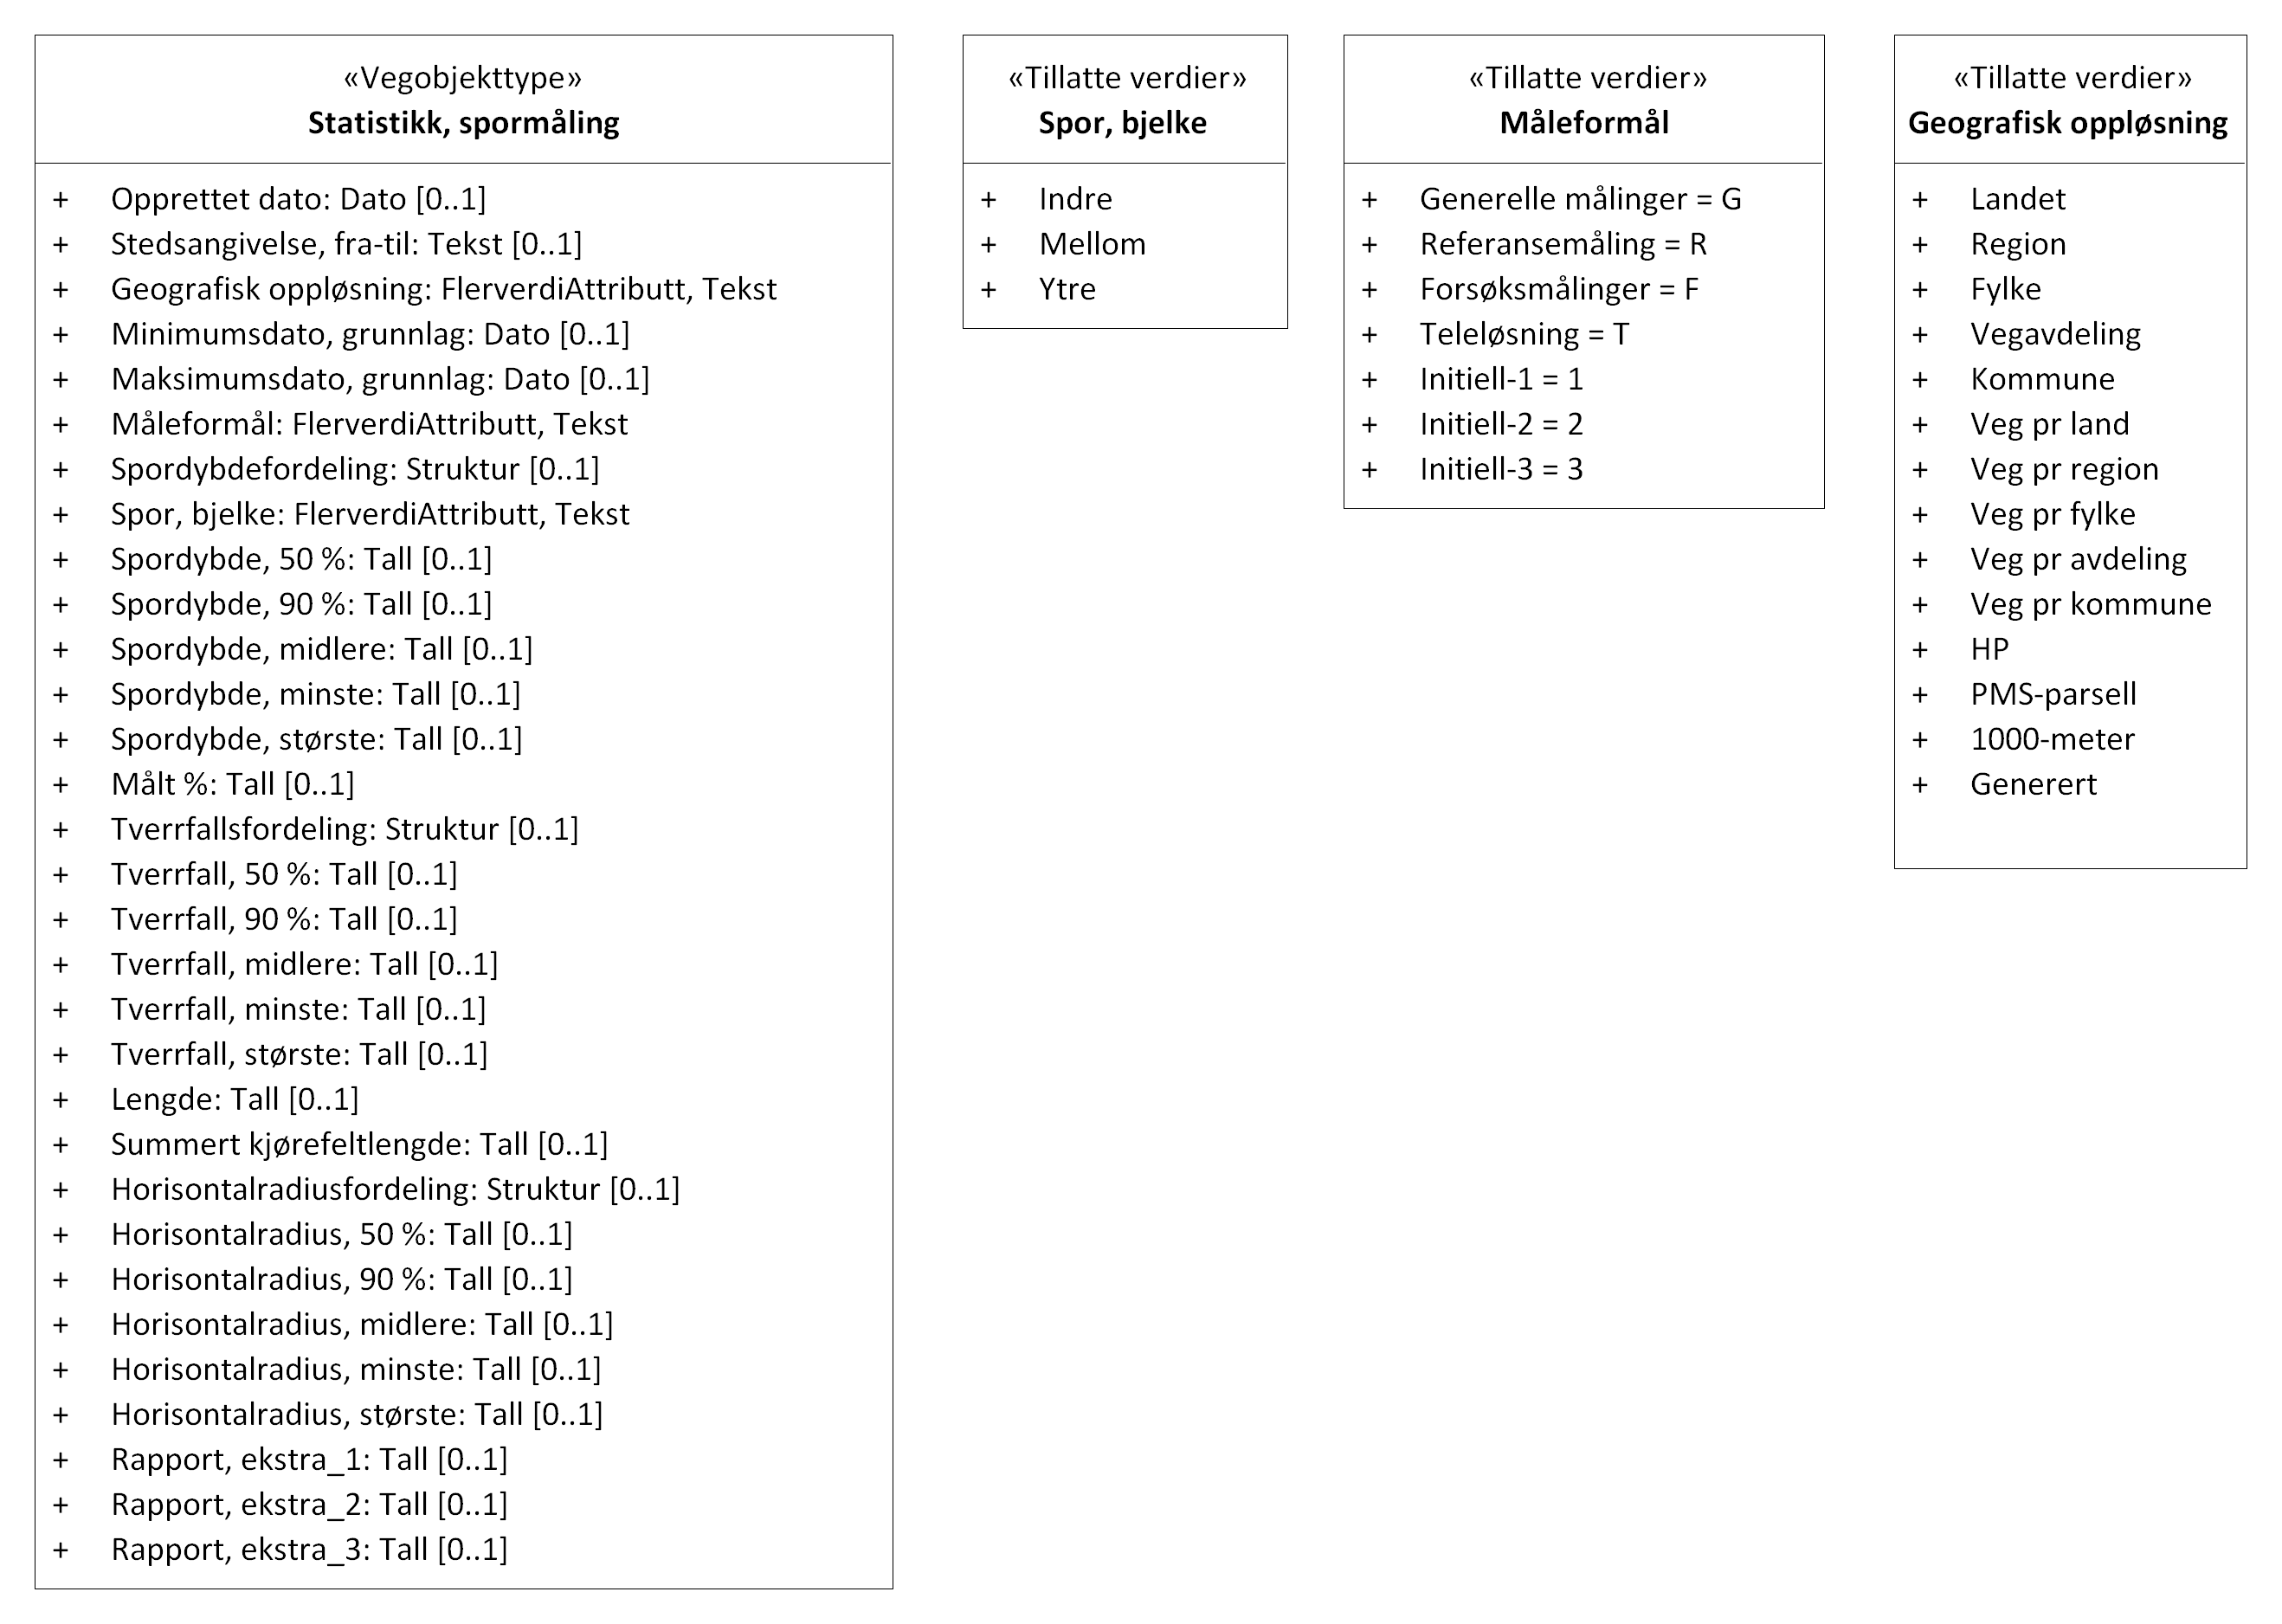 «Vegobjekttype»
Statistikk, spormåling
+ Opprettet dato: Dato [0..1]
+ Stedsangivelse, fra-til: Tekst [0..1]
+ Geografisk oppløsning: FlerverdiAttributt, Tekst
+ Minimumsdato, grunnlag: Dato [0..1]
+ Maksimumsdato, grunnlag: Dato [0..1]
+ Måleformål: FlerverdiAttributt, Tekst
+ Spordybdefordeling: Struktur [0..1]
+ Spor, bjelke: FlerverdiAttributt, Tekst
+ Spordybde, 50 %: Tall [0..1]
+ Spordybde, 90 %: Tall [0..1]
+ Spordybde, midlere: Tall [0..1]
+ Spordybde, minste: Tall [0..1]
+ Spordybde, største: Tall [0..1]
+ Målt %: Tall [0..1]
+ Tverrfallsfordeling: Struktur [0..1]
+ Tverrfall, 50 %: Tall [0..1]
+ Tverrfall, 90 %: Tall [0..1]
+ Tverrfall, midlere: Tall [0..1]
+ Tverrfall, minste: Tall [0..1]
+ Tverrfall, største: Tall [0..1]
+ Lengde: Tall [0..1]
+ Summert kjørefeltlengde: Tall [0..1]
+ Horisontalradiusfordeling: Struktur [0..1]
+ Horisontalradius, 50 %: Tall [0..1]
+ Horisontalradius, 90 %: Tall [0..1]
+ Horisontalradius, midlere: Tall [0..1]
+ Horisontalradius, minste: Tall [0..1]
+ Horisontalradius, største: Tall [0..1]
+ Rapport, ekstra_1: Tall [0..1]
+ Rapport, ekstra_2: Tall [0..1]
+ Rapport, ekstra_3: Tall [0..1]
«Tillatte verdier»
Spor, bjelke
+ Indre
+ Mellom
+ Ytre
«Tillatte verdier»
Måleformål
+ Generelle målinger = G
+ Referansemåling = R
+ Forsøksmålinger = F
+ Teleløsning = T
+ Initiell-1 = 1
+ Initiell-2 = 2
+ Initiell-3 = 3
«Tillatte verdier»
Geografisk oppløsning
+ Landet
+ Region
+ Fylke
+ Vegavdeling
+ Kommune
+ Veg pr land
+ Veg pr region
+ Veg pr fylke
+ Veg pr avdeling
+ Veg pr kommune
+ HP
+ PMS-parsell
+ 1000-meter
+ Generert